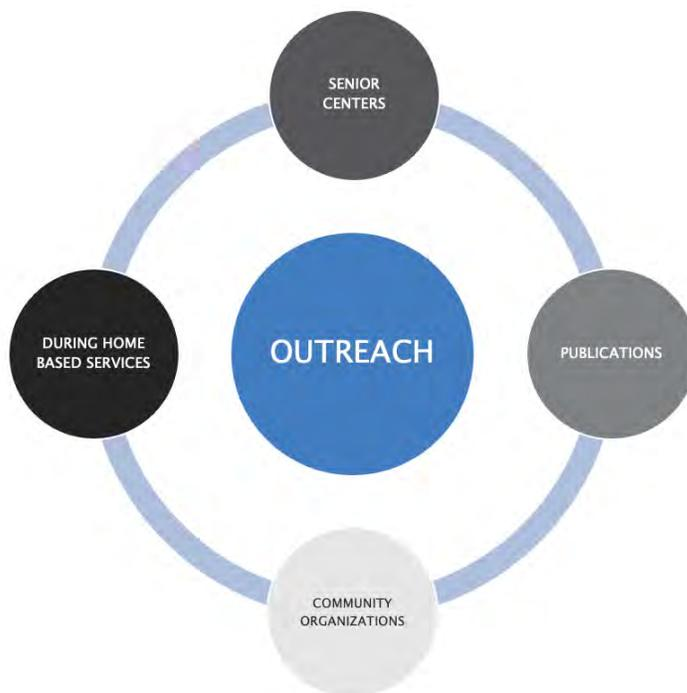 SENIOR
CENTERS
DURING HOME
BASED SERVICES
OUTREACH
PUBLICATIONS
COMMUNITY
ORGANIZATIONS